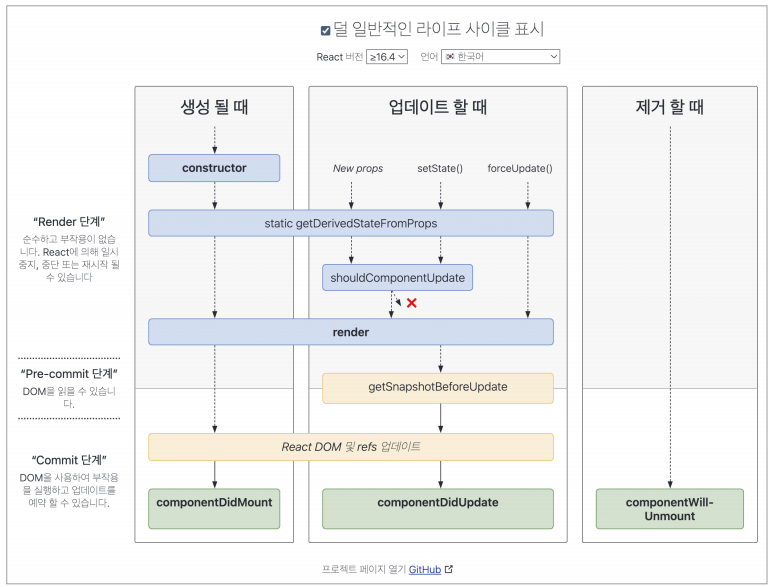 덜 일반적인 라이프 사이클 표시
React 버전 ≥16.4 언어 🇰🇷 한국어
생성 될 때
업데이트 할 때
제거 할 때
constructor
New props
setState()
forceUpdate()
“Render 단계”
순수하고 부작용이 없습
니다. React에 의해 일시
중지, 중단 또는 재시작 될
수 있습니다
static getDerivedStateFromProps
shouldComponentUpdate
render
“Pre-commit 단계”
DOM을 읽을 수 있습니
다.
getSnapshotBeforeUpdate
“Commit 단계”
DOM을 사용하여 부작용
을 실행하고 업데이트를
예약 할 수 있습니다.
React DOM 및 refs 업데이트
componentDidMount
componentDidUpdate
componentWill-
Unmount
프로젝트 페이지 열기 GitHub